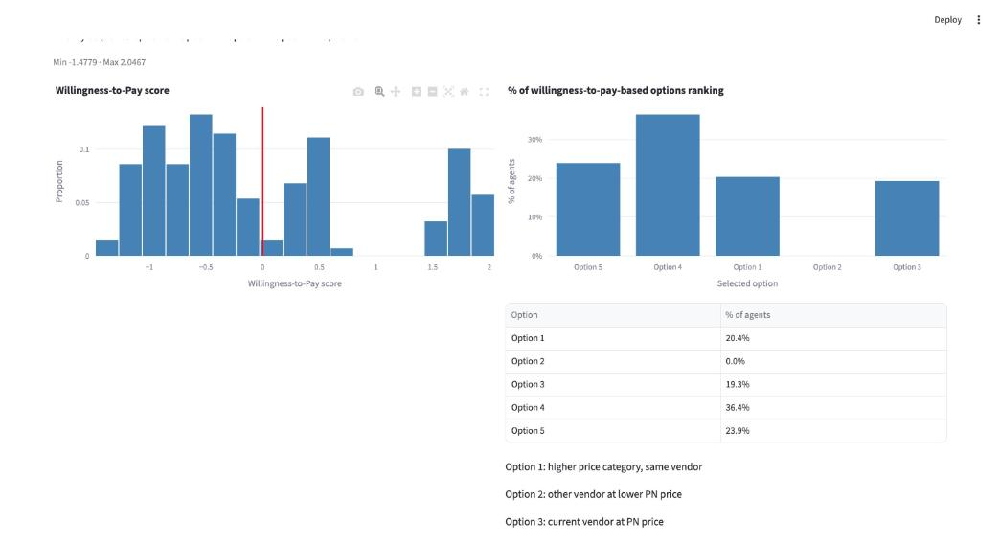 Deploy
Min -1.4779 · Max 2.0467
Willingness-to-Pay score
0.1
0.05
0
Proportion
−1
−0.5
0
0.5
1
1.5
2
Willingness-to-Pay score
% of willingness-to-pay-based options ranking
30%
20%
10%
0%
% of agents
Option 5
Option 4
Option 1
Option 2
Option 3
Selected option
Option % of agents
Option 1 20.4%
Option 2 0.0%
Option 3 19.3%
Option 4 36.4%
Option 5 23.9%
Option 1: higher price category, same vendor
Option 2: other vendor at lower PN price
Option 3: current vendor at PN price